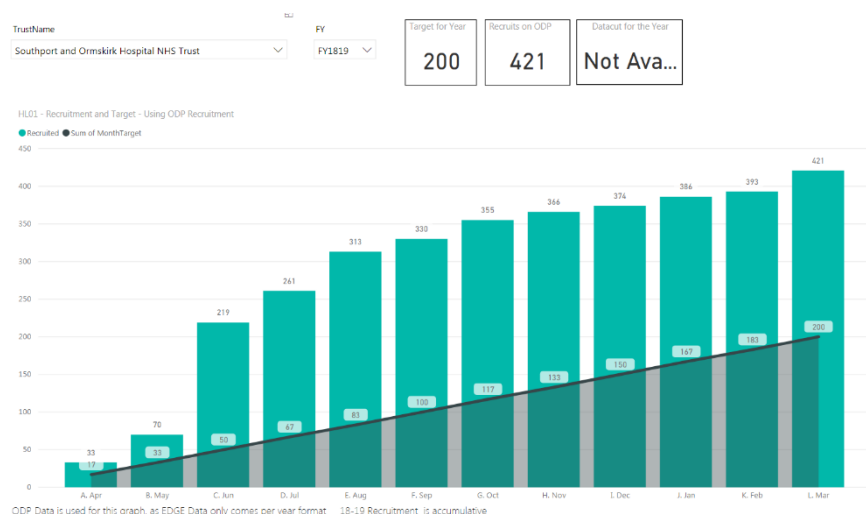 TrustName
Southport and Ormskirk Hospital NHS Trust
FY
FY1819
Target for Year
200
Recruits on ODP
421
Datacut for the Year
Not Ava...
HL01 - Recruitment and Target - Using ODP Recruitment
Recruited Sum of MonthTarget
450
400
350
300
250
200
150
100
50
0
33 70 219 261 313 330 355 366 374 386 393 421
17 33 50 67 83 100 117 133 150 167 183 200
A. Apr B. May C. Jun D. Jul E. Aug F. Sep G. Oct H. Nov I. Dec J. Jan K. Feb L. Mar
ODP Data is used for this graph, as EDGE Data only comes per year format 18-19 Recruitment is accumulative